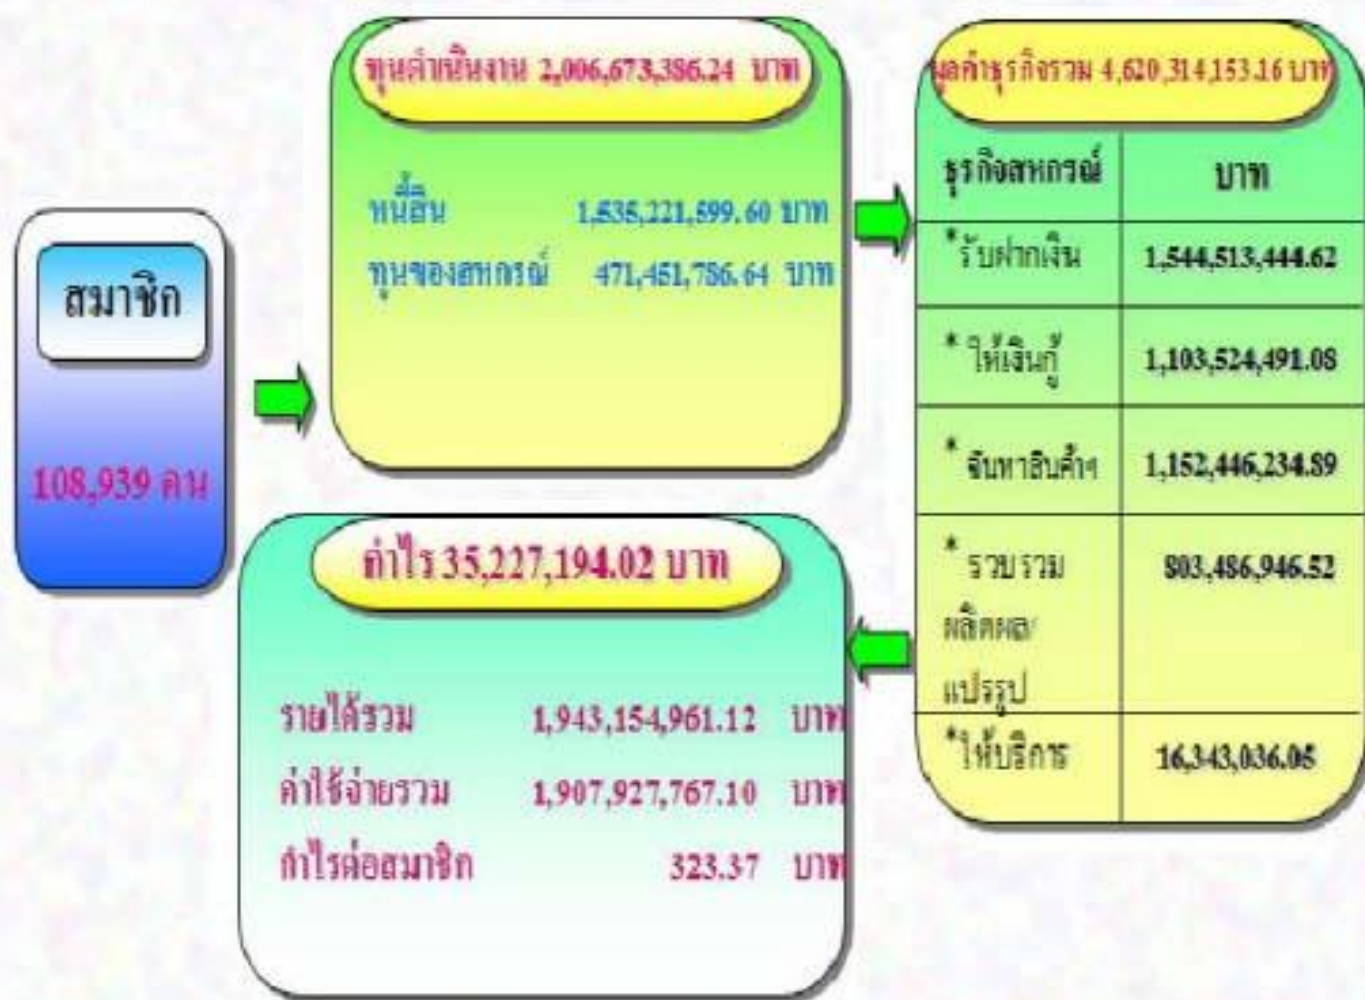 สมาชิก
108,939 คน
ทุนดำเนินงาน 2,006,673,386.24 บาท
หนี้สิน 1,535,221,599.60 บาท
ทุนของสหกรณ์ 471,451,786.64 บาท
มูลค่าธุรกิจรวม 4,620,314,153.16 บาท
ธุรกิจสหกรณ์ บาท
*รับฝากเงิน 1,544,513,444.62
* ให้เงินกู้ 1,103,524,491.08
* จัดหาสินค้าฯ 1,152,446,234.89
* รวบรวม 803,486,946.52
ผลิตผล/
แปรรูป
*ให้บริการ 16,343,036.05
กำไร 35,227,194.02 บาท
รายได้รวม 1,943,154,961.12 บาท
ค่าใช้จ่ายรวม 1,907,927,767.10 บาท
กำไรต่อสมาชิก 323.37 บาท